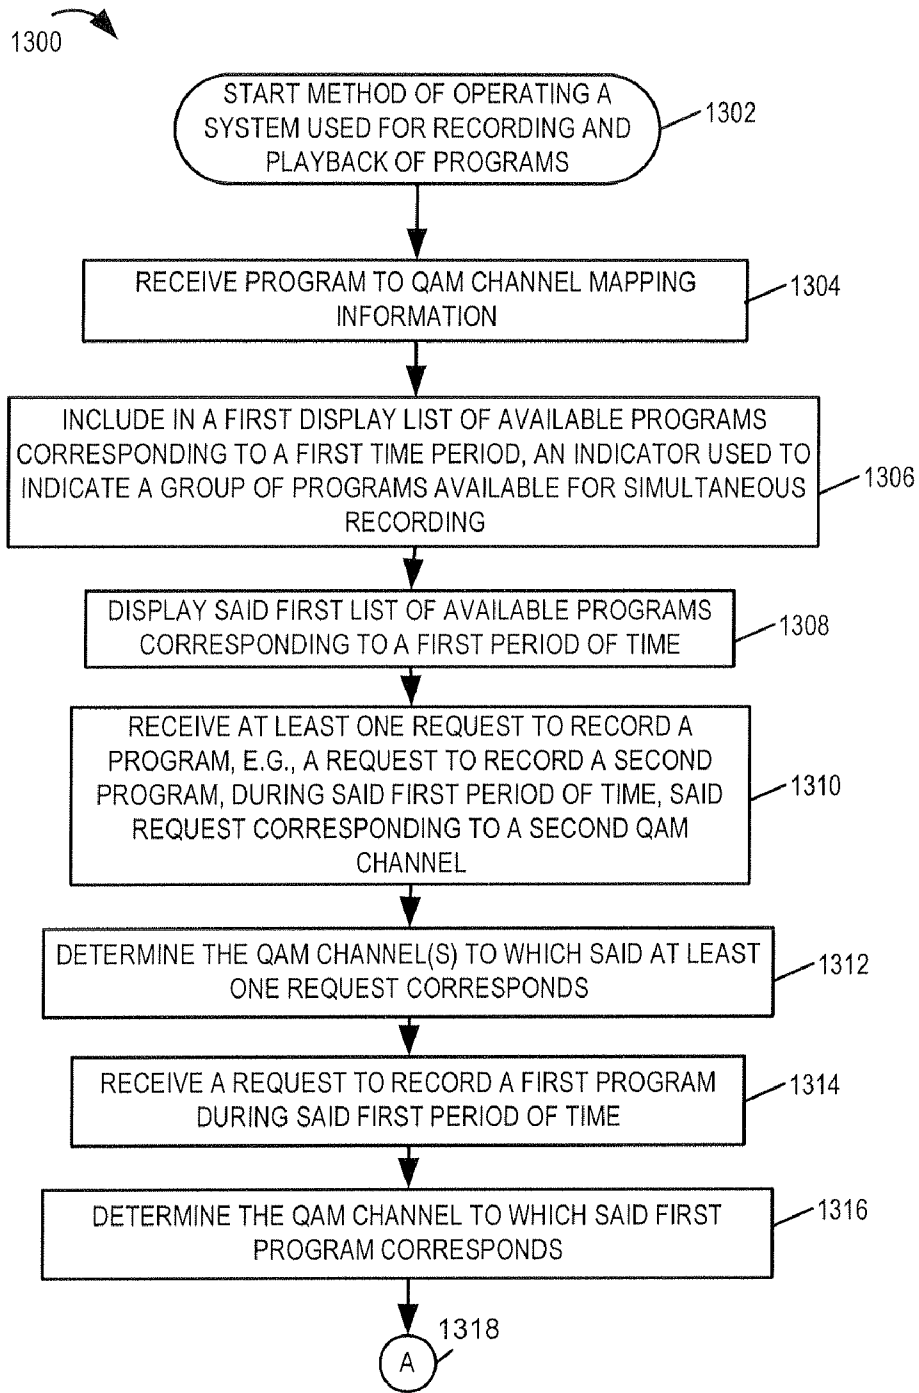 1300
START METHOD OF OPERATING A
SYSTEM USED FOR RECORDING AND
PLAYBACK OF PROGRAMS
1302
RECEIVE PROGRAM TO QAM CHANNEL MAPPING
INFORMATION
1304
INCLUDE IN A FIRST DISPLAY LIST OF AVAILABLE PROGRAMS
CORRESPONDING TO A FIRST TIME PERIOD, AN INDICATOR USED TO
INDICATE A GROUP OF PROGRAMS AVAILABLE FOR SIMULTANEOUS
RECORDING
1306
DISPLAY SAID FIRST LIST OF AVAILABLE PROGRAMS
CORRESPONDING TO A FIRST PERIOD OF TIME
1308
RECEIVE AT LEAST ONE REQUEST TO RECORD A
PROGRAM, E.G., A REQUEST TO RECORD A SECOND
PROGRAM, DURING SAID FIRST PERIOD OF TIME, SAID
REQUEST CORRESPONDING TO A SECOND QAM
CHANNEL
1310
DETERMINE THE QAM CHANNEL(S) TO WHICH SAID AT LEAST
ONE REQUEST CORRESPONDS
1312
RECEIVE A REQUEST TO RECORD A FIRST PROGRAM
DURING SAID FIRST PERIOD OF TIME
1314
DETERMINE THE QAM CHANNEL TO WHICH SAID FIRST
PROGRAM CORRESPONDS
1316
A
1318